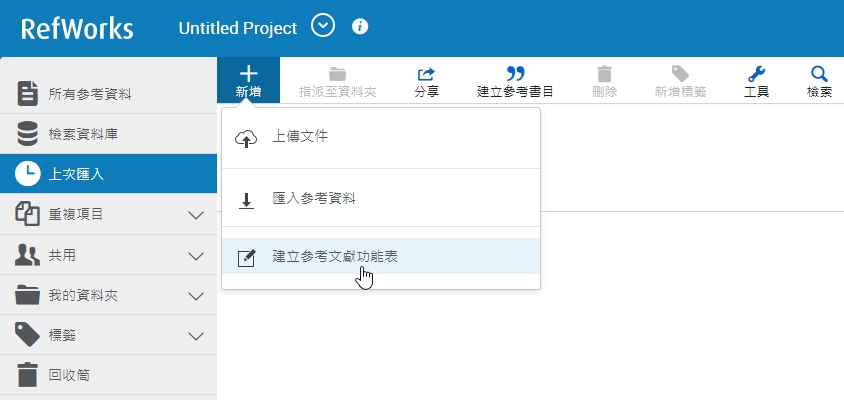 RefWorks
Untitled Project
所有參考資料
檢索資料庫
上次匯入
重複項目
共用
我的資料夾
標籤
回收筒
新增
指派至資料夾
分享
建立參考書目
刪除
新增標籤
工具
檢索
上傳文件
匯入參考資料
建立參考文獻功能表